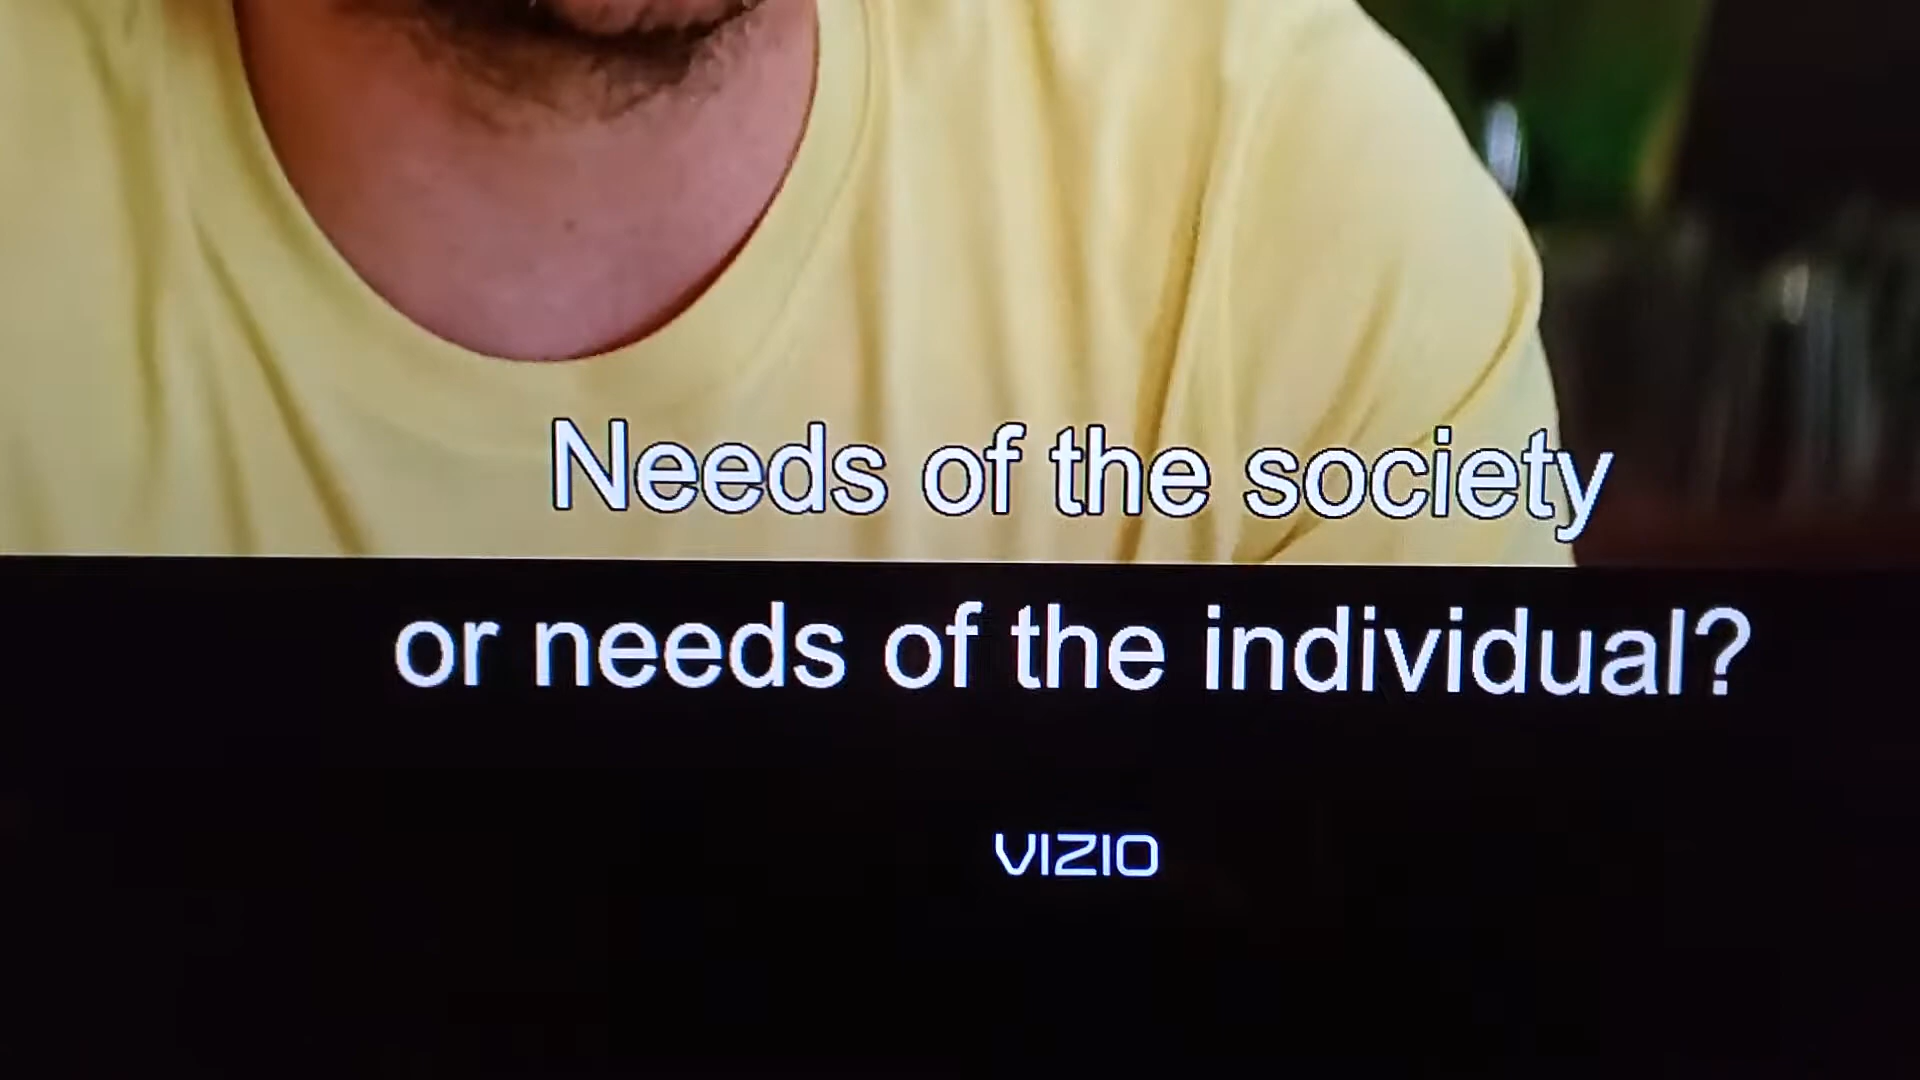 Needs of the society
or needs of the individual?
VIZIO